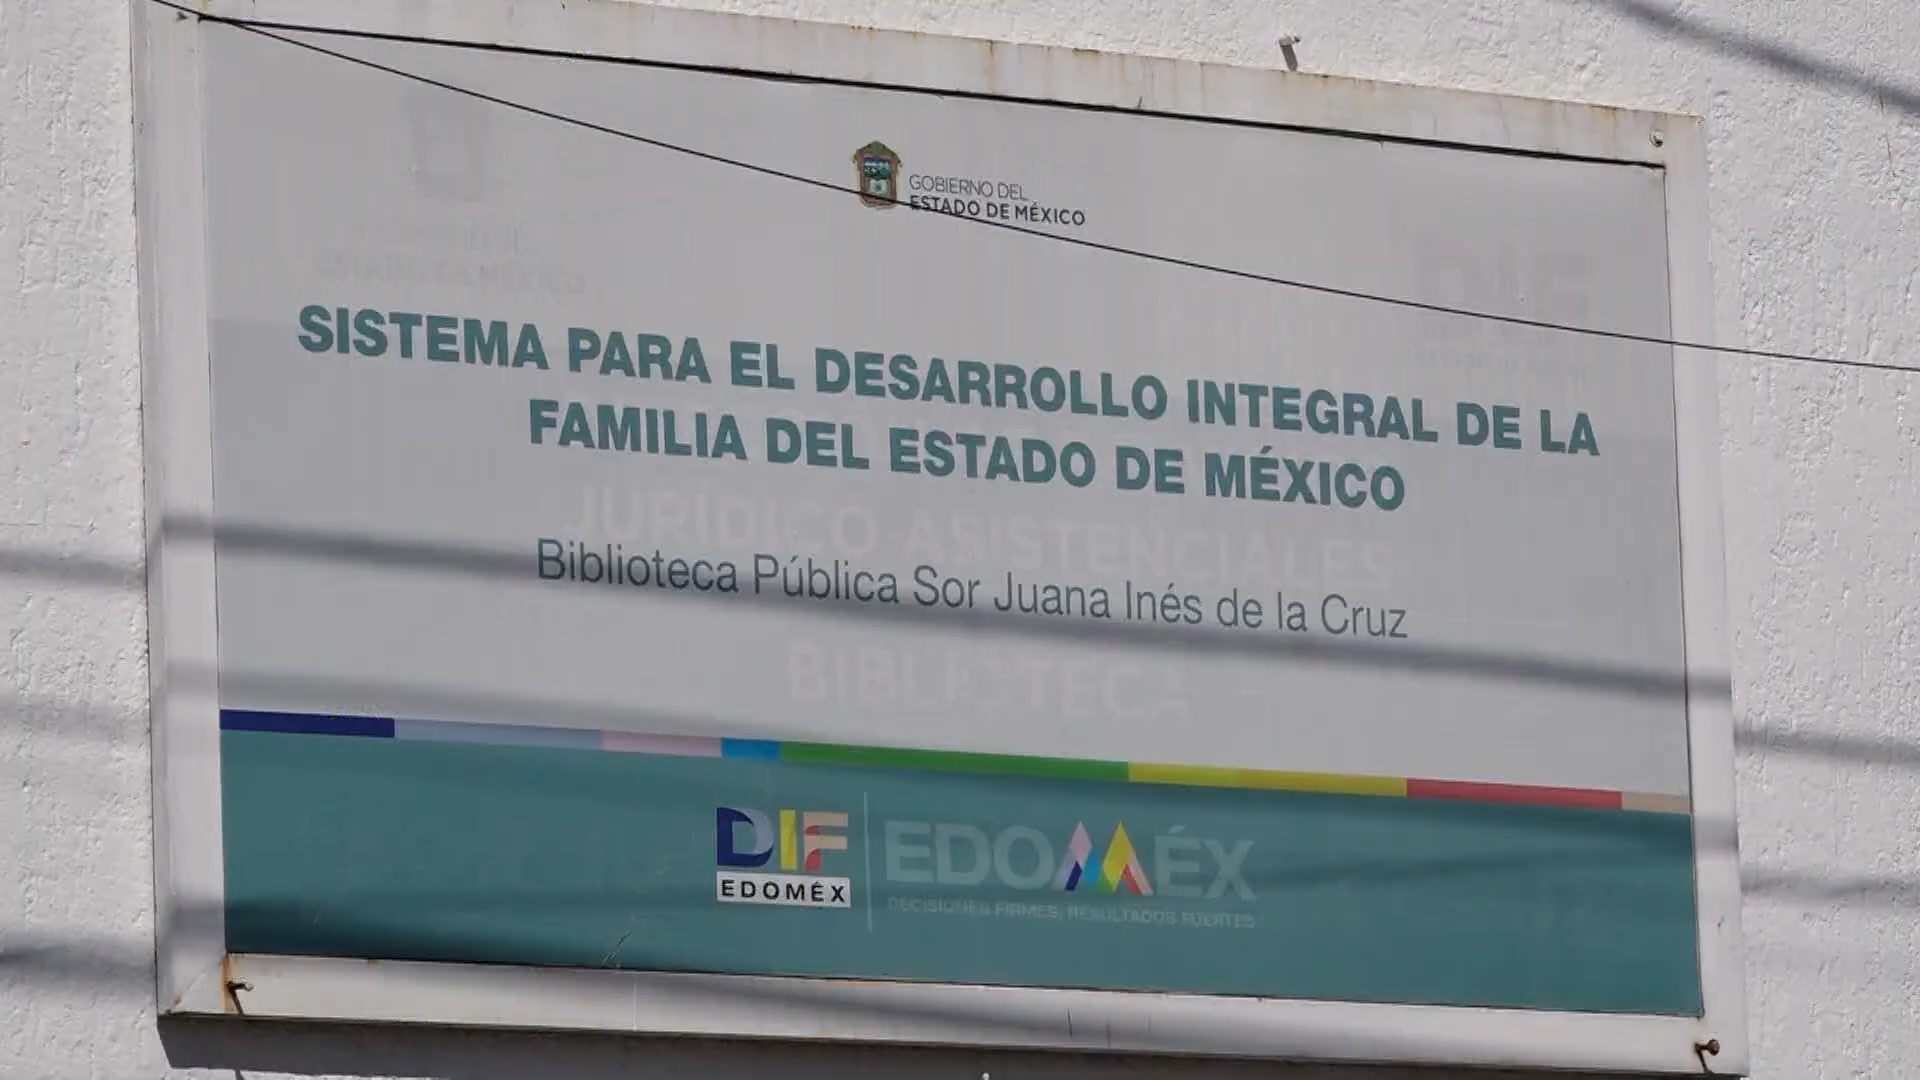 GOBIERNO DEL
ESTADO DE MÉXICO
SISTEMA PARA EL DESARROLLO INTEGRAL DE LA
FAMILIA DEL ESTADO DE MÉXICO
JURÍDICO-ASISTENCIALES
Biblioteca Pública Sor Juana Inés de la Cruz
BIBLIOTECA
DIF
EDOMÉX
EDOMÉX
DECISIONES FIRMES, RESULTADOS FUERTES